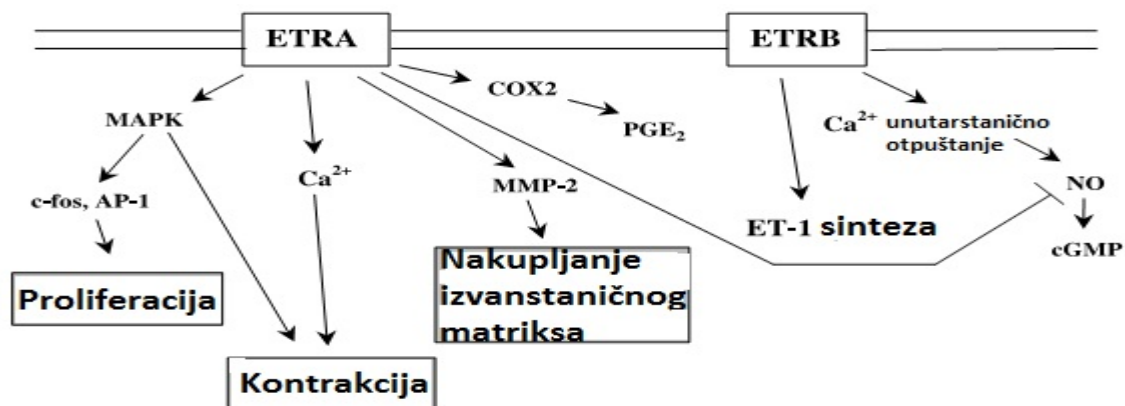 ETRA
ETRB
COX2
PGE₂
MAPK
Ca²⁺ unutarstanično
otpuštanje
c-fos, AP-1
Ca²⁺
MMP-2
NO
ET-1 sinteza
cGMP
Proliferacija
Nakupljanje
izvanstaničnog
matriksa
Kontrakcija